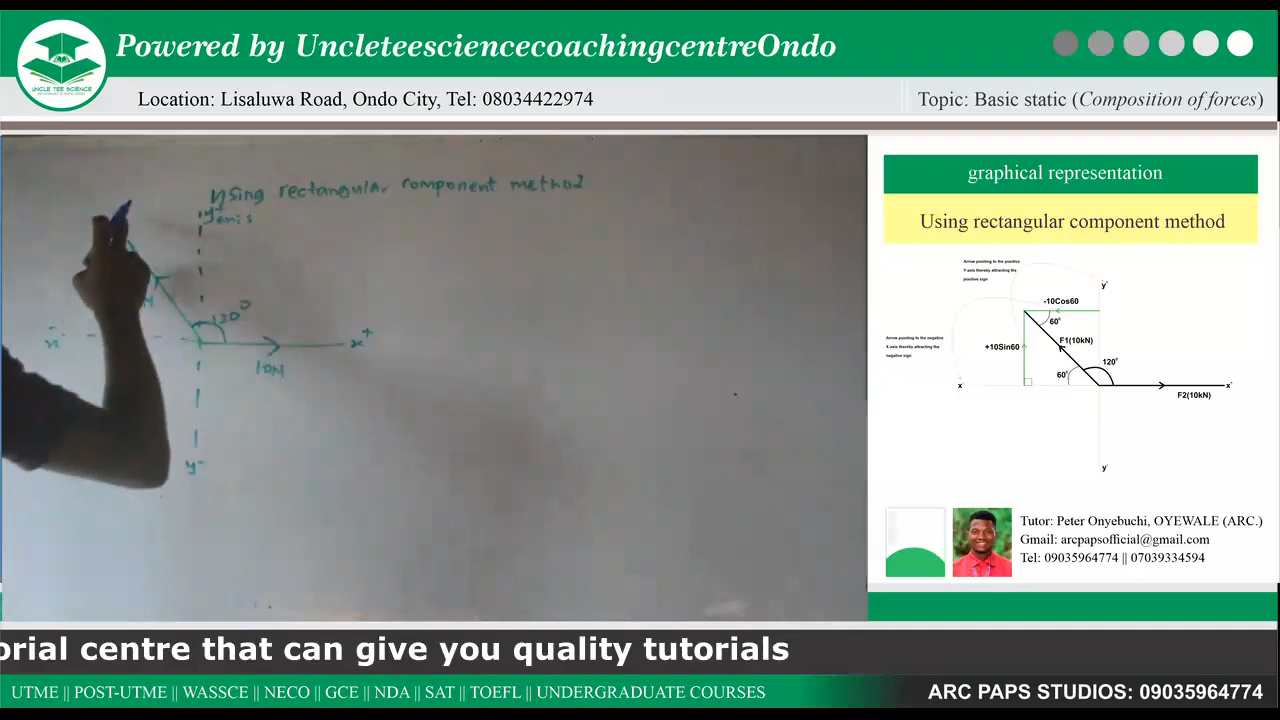 Powered by UncleteesciencecoachingcentreOndo
UNCLE TEE SCIENCE
Location: Lisaluwa Road, Ondo City, Tel: 08034422974
Topic: Basic static (Composition of forces)
Using rectangular component method
y+
axis
120°
x-
x+
10N
y-
graphical representation
Using rectangular component method
Arrow pointing to the positive
Y-axis thereby attracting the
positive sign
y+
-10Cos60
60°
Arrow pointing to the negative
X-axis thereby attracting the
negative sign
+10Sin60
F1(10kN)
120°
60°
x-
x+
F2(10kN)
y-
Tutor: Peter Onyebuchi, OYEWALE (ARC.)
Gmail: arcpapsofficial@gmail.com
Tel: 09035964774 || 07039334594
orial centre that can give you quality tutorials
UTME || POST-UTME || WASSCE || NECO || GCE || NDA || SAT || TOEFL || UNDERGRADUATE COURSES
ARC PAPS STUDIOS: 09035964774